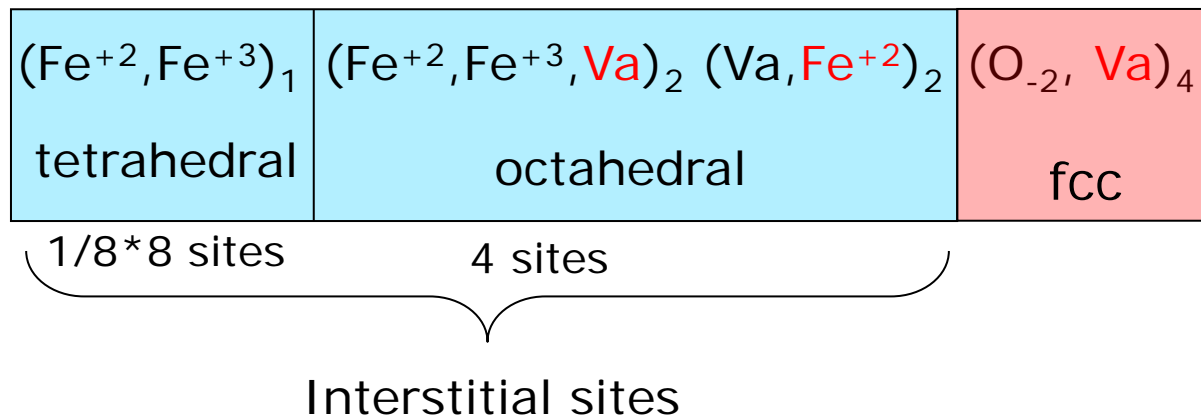 (Fe+2,Fe+3)1 (Fe+2,Fe+3,Va)2 (Va,Fe+2)2 (O-2, Va)4
tetrahedral octahedral fcc
1/8*8 sites 4 sites
Interstitial sites